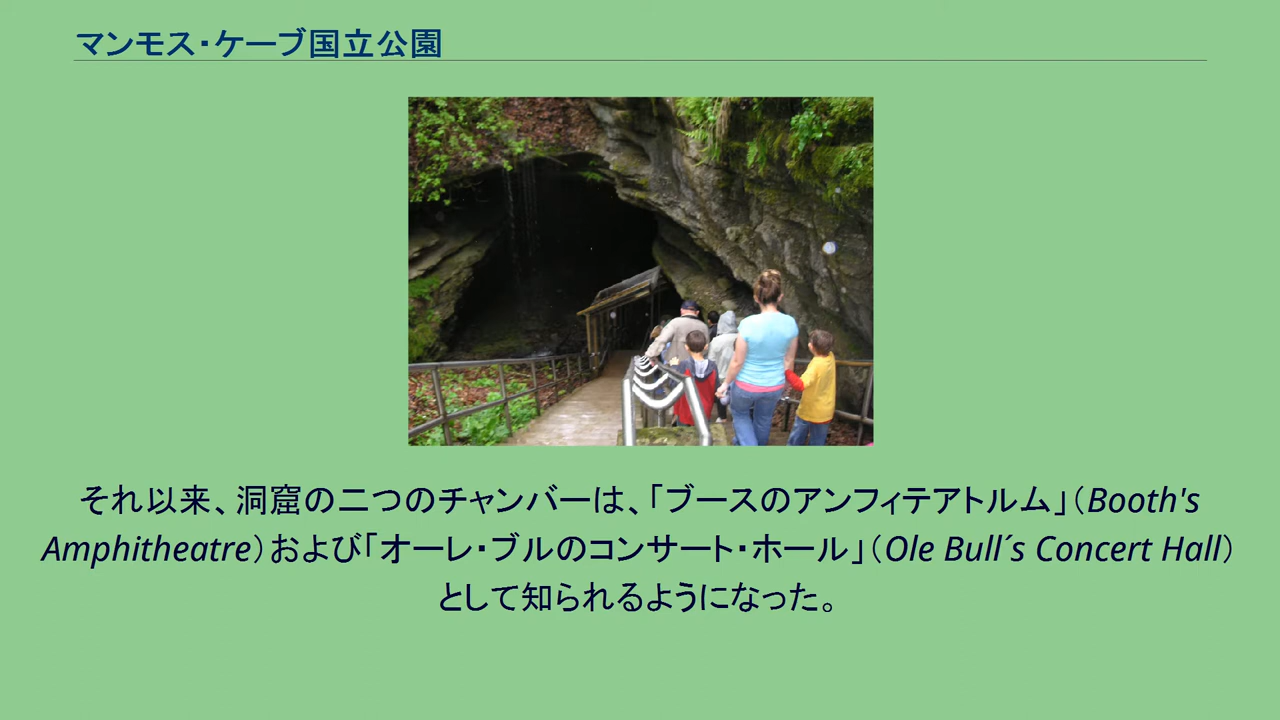 マンモス・ケーブ国立公園
それ以来、洞窟の二つのチャンバーは、「ブースのアンフィテアトルム」（Booth's
Amphitheatre）および「オーレ・ブルのコンサート・ホール」（Ole Bull´s Concert Hall）
として知られるようになった。